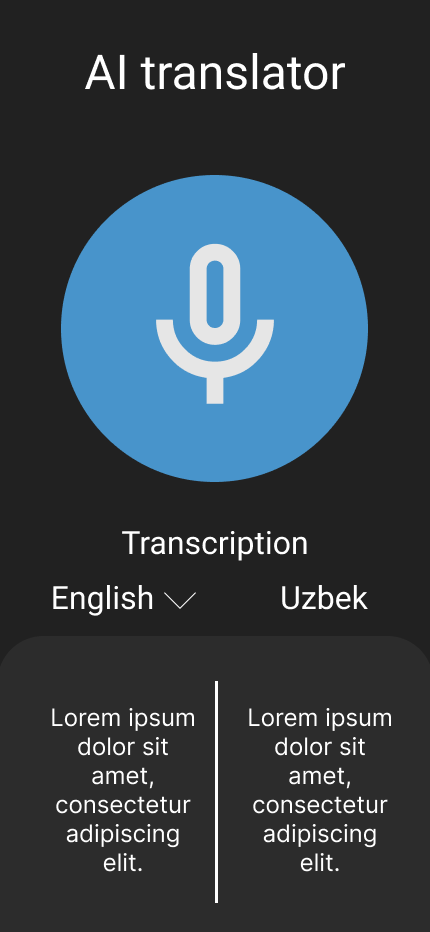 AI translator
Transcription
English
Uzbek
Lorem ipsum
dolor sit
amet,
consectetur
adipiscing
elit.
Lorem ipsum
dolor sit
amet,
consectetur
adipiscing
elit.